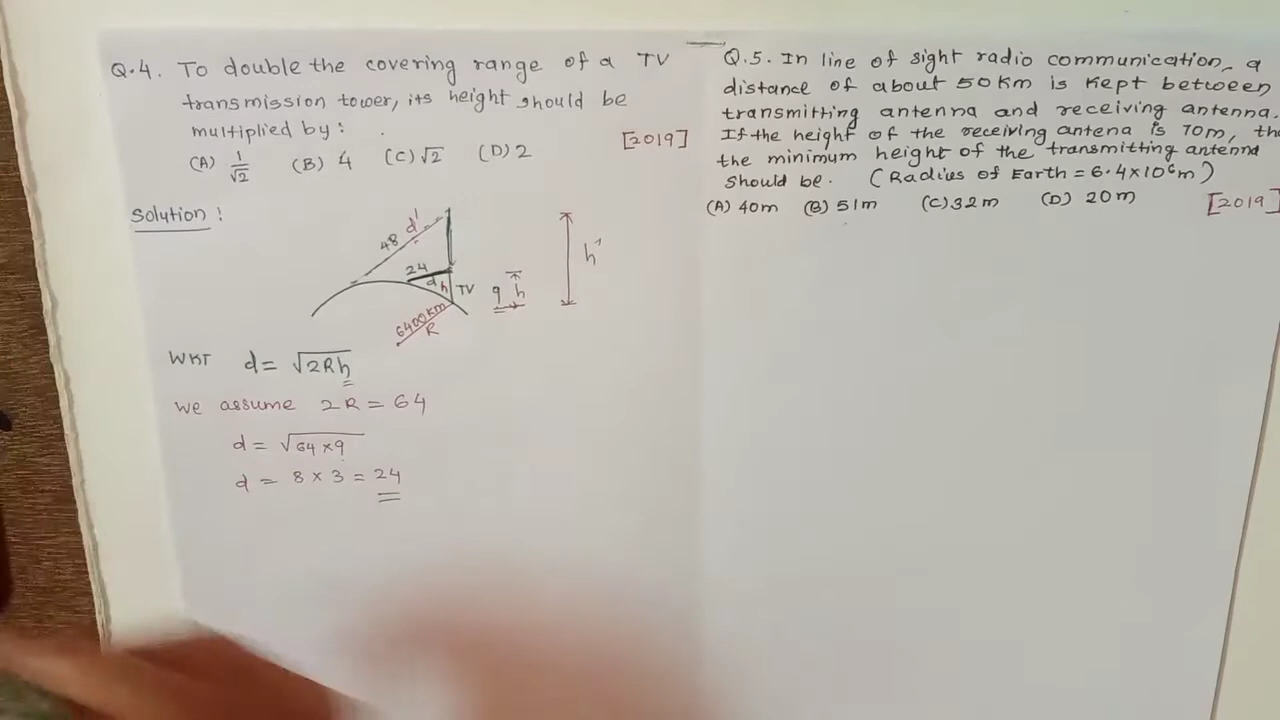 Q.4. To double the covering range of a TV
transmission tower, its height should be
multiplied by:
[2019]
(A) 1/√2 (B) 4 (C) √2 (D) 2
Solution :
48 d'
24
d h TV
9 h
h'
6400km
R
WKT d = √2Rh
We assume 2R = 64
d = √64×9
d = 8 × 3 = 24
Q.5. In line of sight radio communication, a
distance of about 50 Km is Kept between
transmitting antenna and receiving antenna.
If the height of the receiving antena is 70m, th
the minimum height of the transmitting antenna
Should be. (Radius of Earth = 6.4×10⁶m)
(A) 40m (B) 51m (C) 32m (D) 20m
[2019]